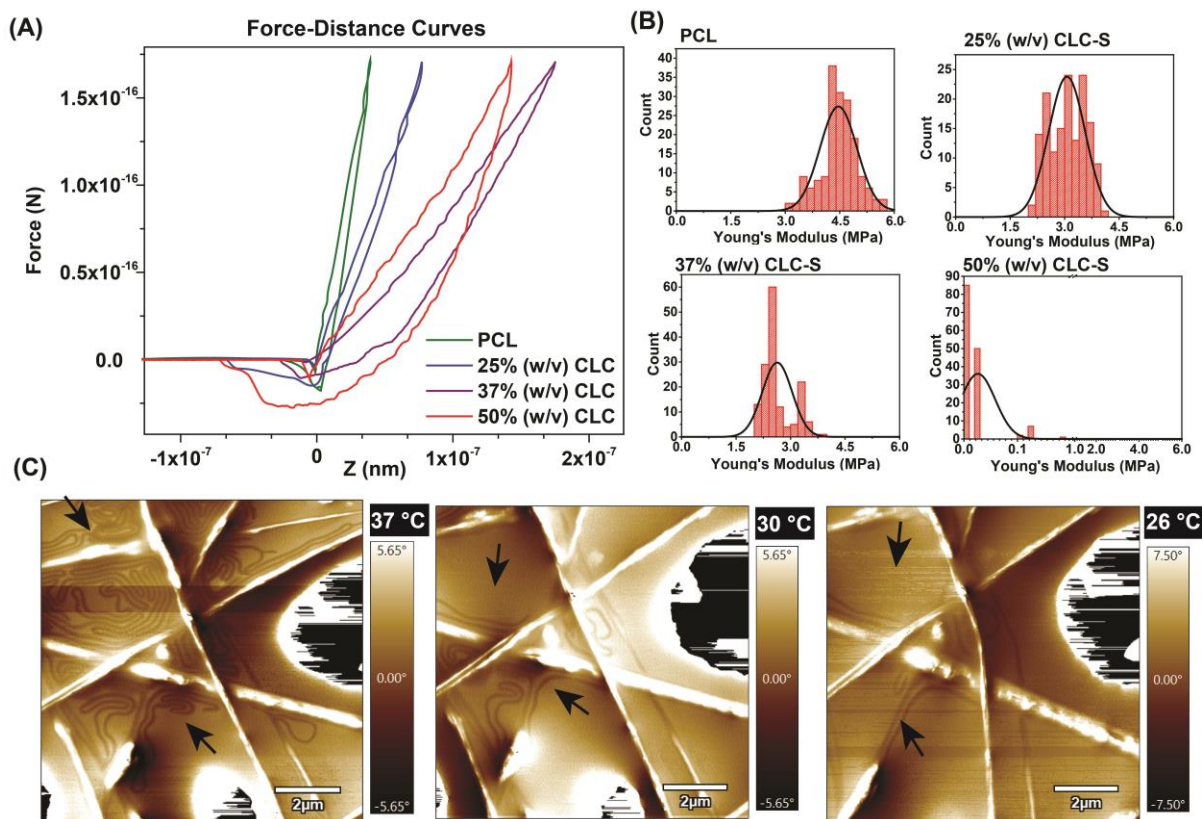 (A)
Force-Distance Curves
Force (N)
1.5x10⁻¹⁶
1.0x10⁻¹⁶
0.5x10⁻¹⁶
0.0
-1x10⁻⁷
0
1x10⁻⁷
2x10⁻⁷
Z (nm)
PCL
25% (w/v) CLC
37% (w/v) CLC
50% (w/v) CLC
(B)
PCL
Count
40
35
30
25
20
15
10
5
0
0.0 1.5 3.0 4.5 6.0
Young's Modulus (MPa)
25% (w/v) CLC-S
Count
25
20
15
10
5
0
0.0 1.5 3.0 4.5 6.0
Young's Modulus (MPa)
37% (w/v) CLC-S
Count
60
50
40
30
20
10
0
0.0 1.5 3.0 4.5 6.0
Young's Modulus (MPa)
50% (w/v) CLC-S
Count
90
80
70
60
50
40
30
20
10
0
0.0 0.1 1.0 2.0 4.0 6.0
Young's Modulus (MPa)
(C)
37 °C
5.65°
0.00°
-5.65°
2µm
30 °C
5.65°
0.00°
-5.65°
2µm
26 °C
7.50°
0.00°
-7.50°
2µm